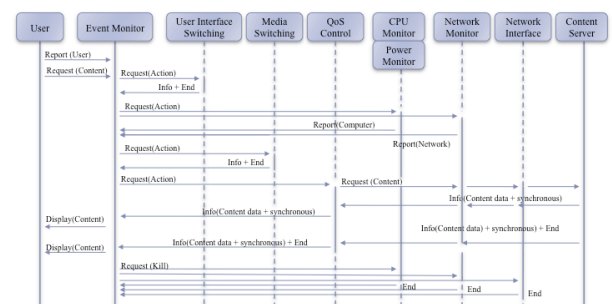 User
Event Monitor
User Interface
Switching
Media
Switching
QoS
Control
CPU
Monitor
Power
Monitor
Network
Monitor
Network
Interface
Content
Server
Report (User)
Request (Content)
Request(Action)
Info + End
Request(Action)
Report(Computer)
Report(Network)
Request(Action)
Info + End
Request(Action)
Request (Content)
Info(Content data + synchronous)
Info(Content data + synchronous)
Display(Content)
Info(Content data) + synchronous) + End
Info(Content data + synchronous) + End
Display(Content)
Request (Kill)
End
End
End